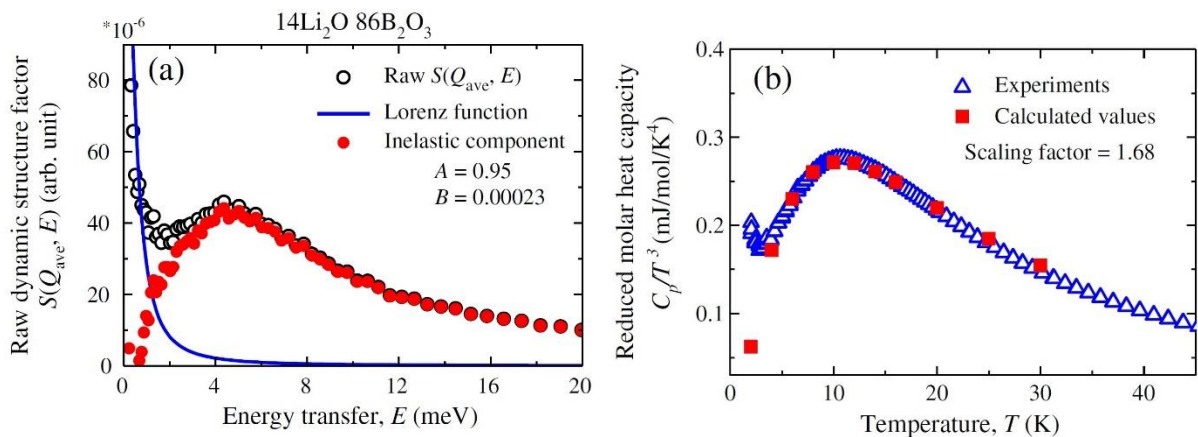 14Li₂O 86B₂O₃
*10⁻⁶
(a)
Raw S(Q_ave, E)
Lorenz function
Inelastic component
A = 0.95
B = 0.00023
Raw dynamic structure factor
S(Q_ave, E) (arb. unit)
80
60
40
20
0
0 4 8 12 16 20
Energy transfer, E (meV)
(b)
Experiments
Calculated values
Scaling factor = 1.68
Reduced molar heat capacity
C_p/T³ (mJ/mol/K⁴)
0.4
0.3
0.2
0.1
0 10 20 30 40
Temperature, T (K)